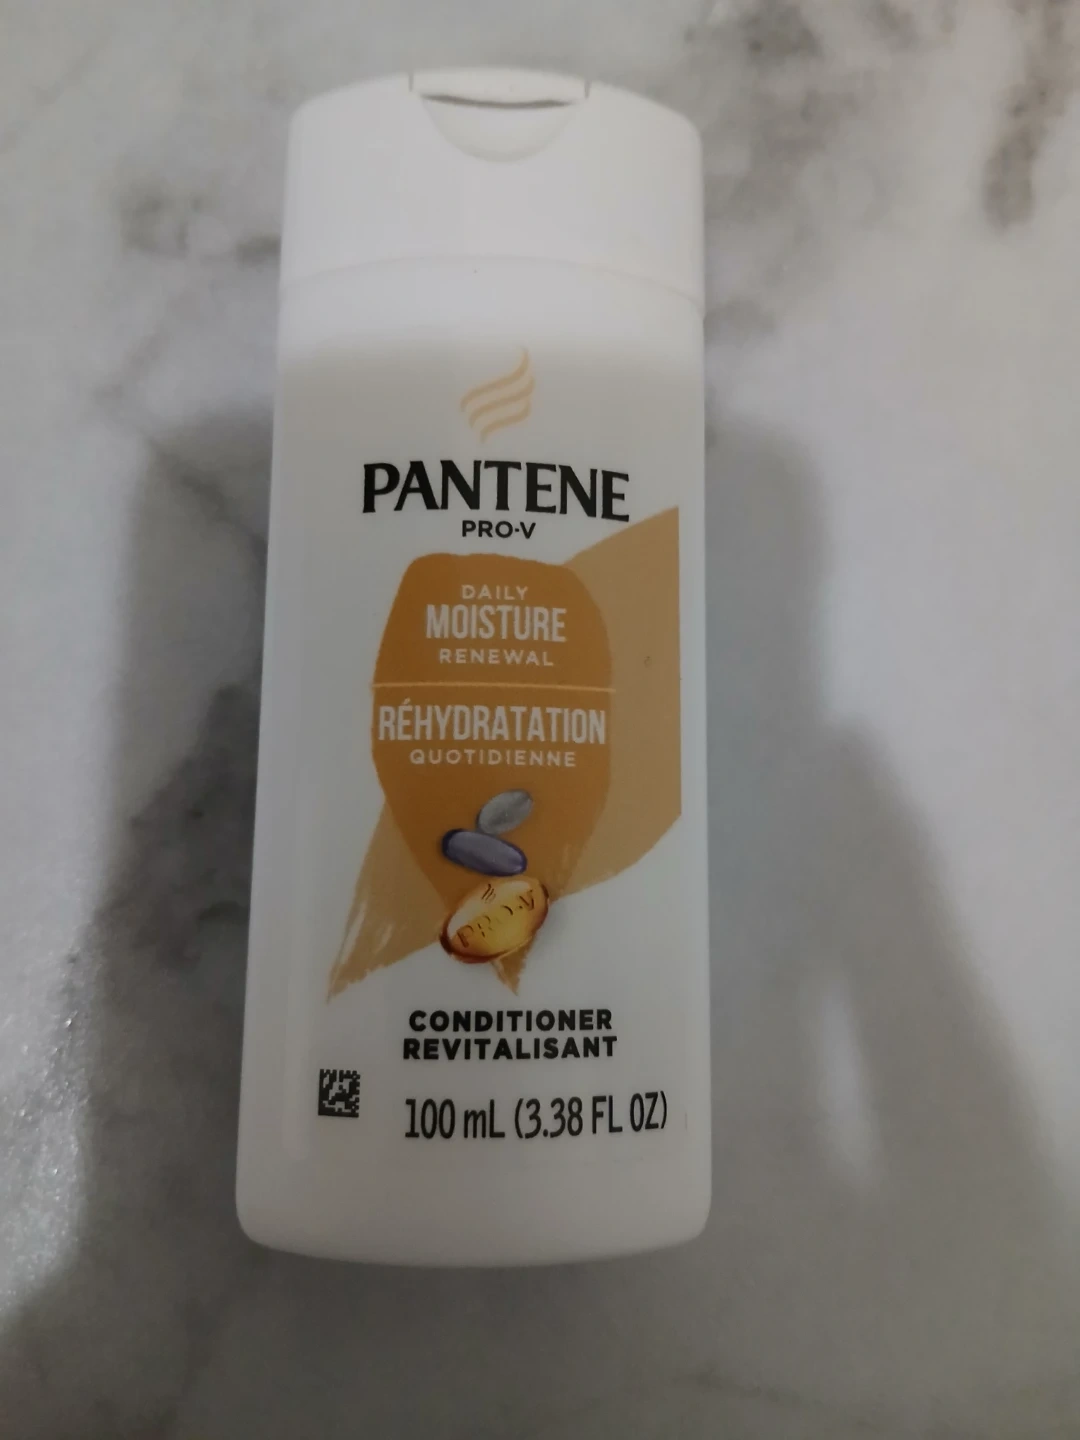 PANTENE
PRO-V
DAILY
MOISTURE
RENEWAL
RÉHYDRATATION
QUOTIDIENNE
PRO-V
CONDITIONER
REVITALISANT
100 mL (3.38 FL OZ)